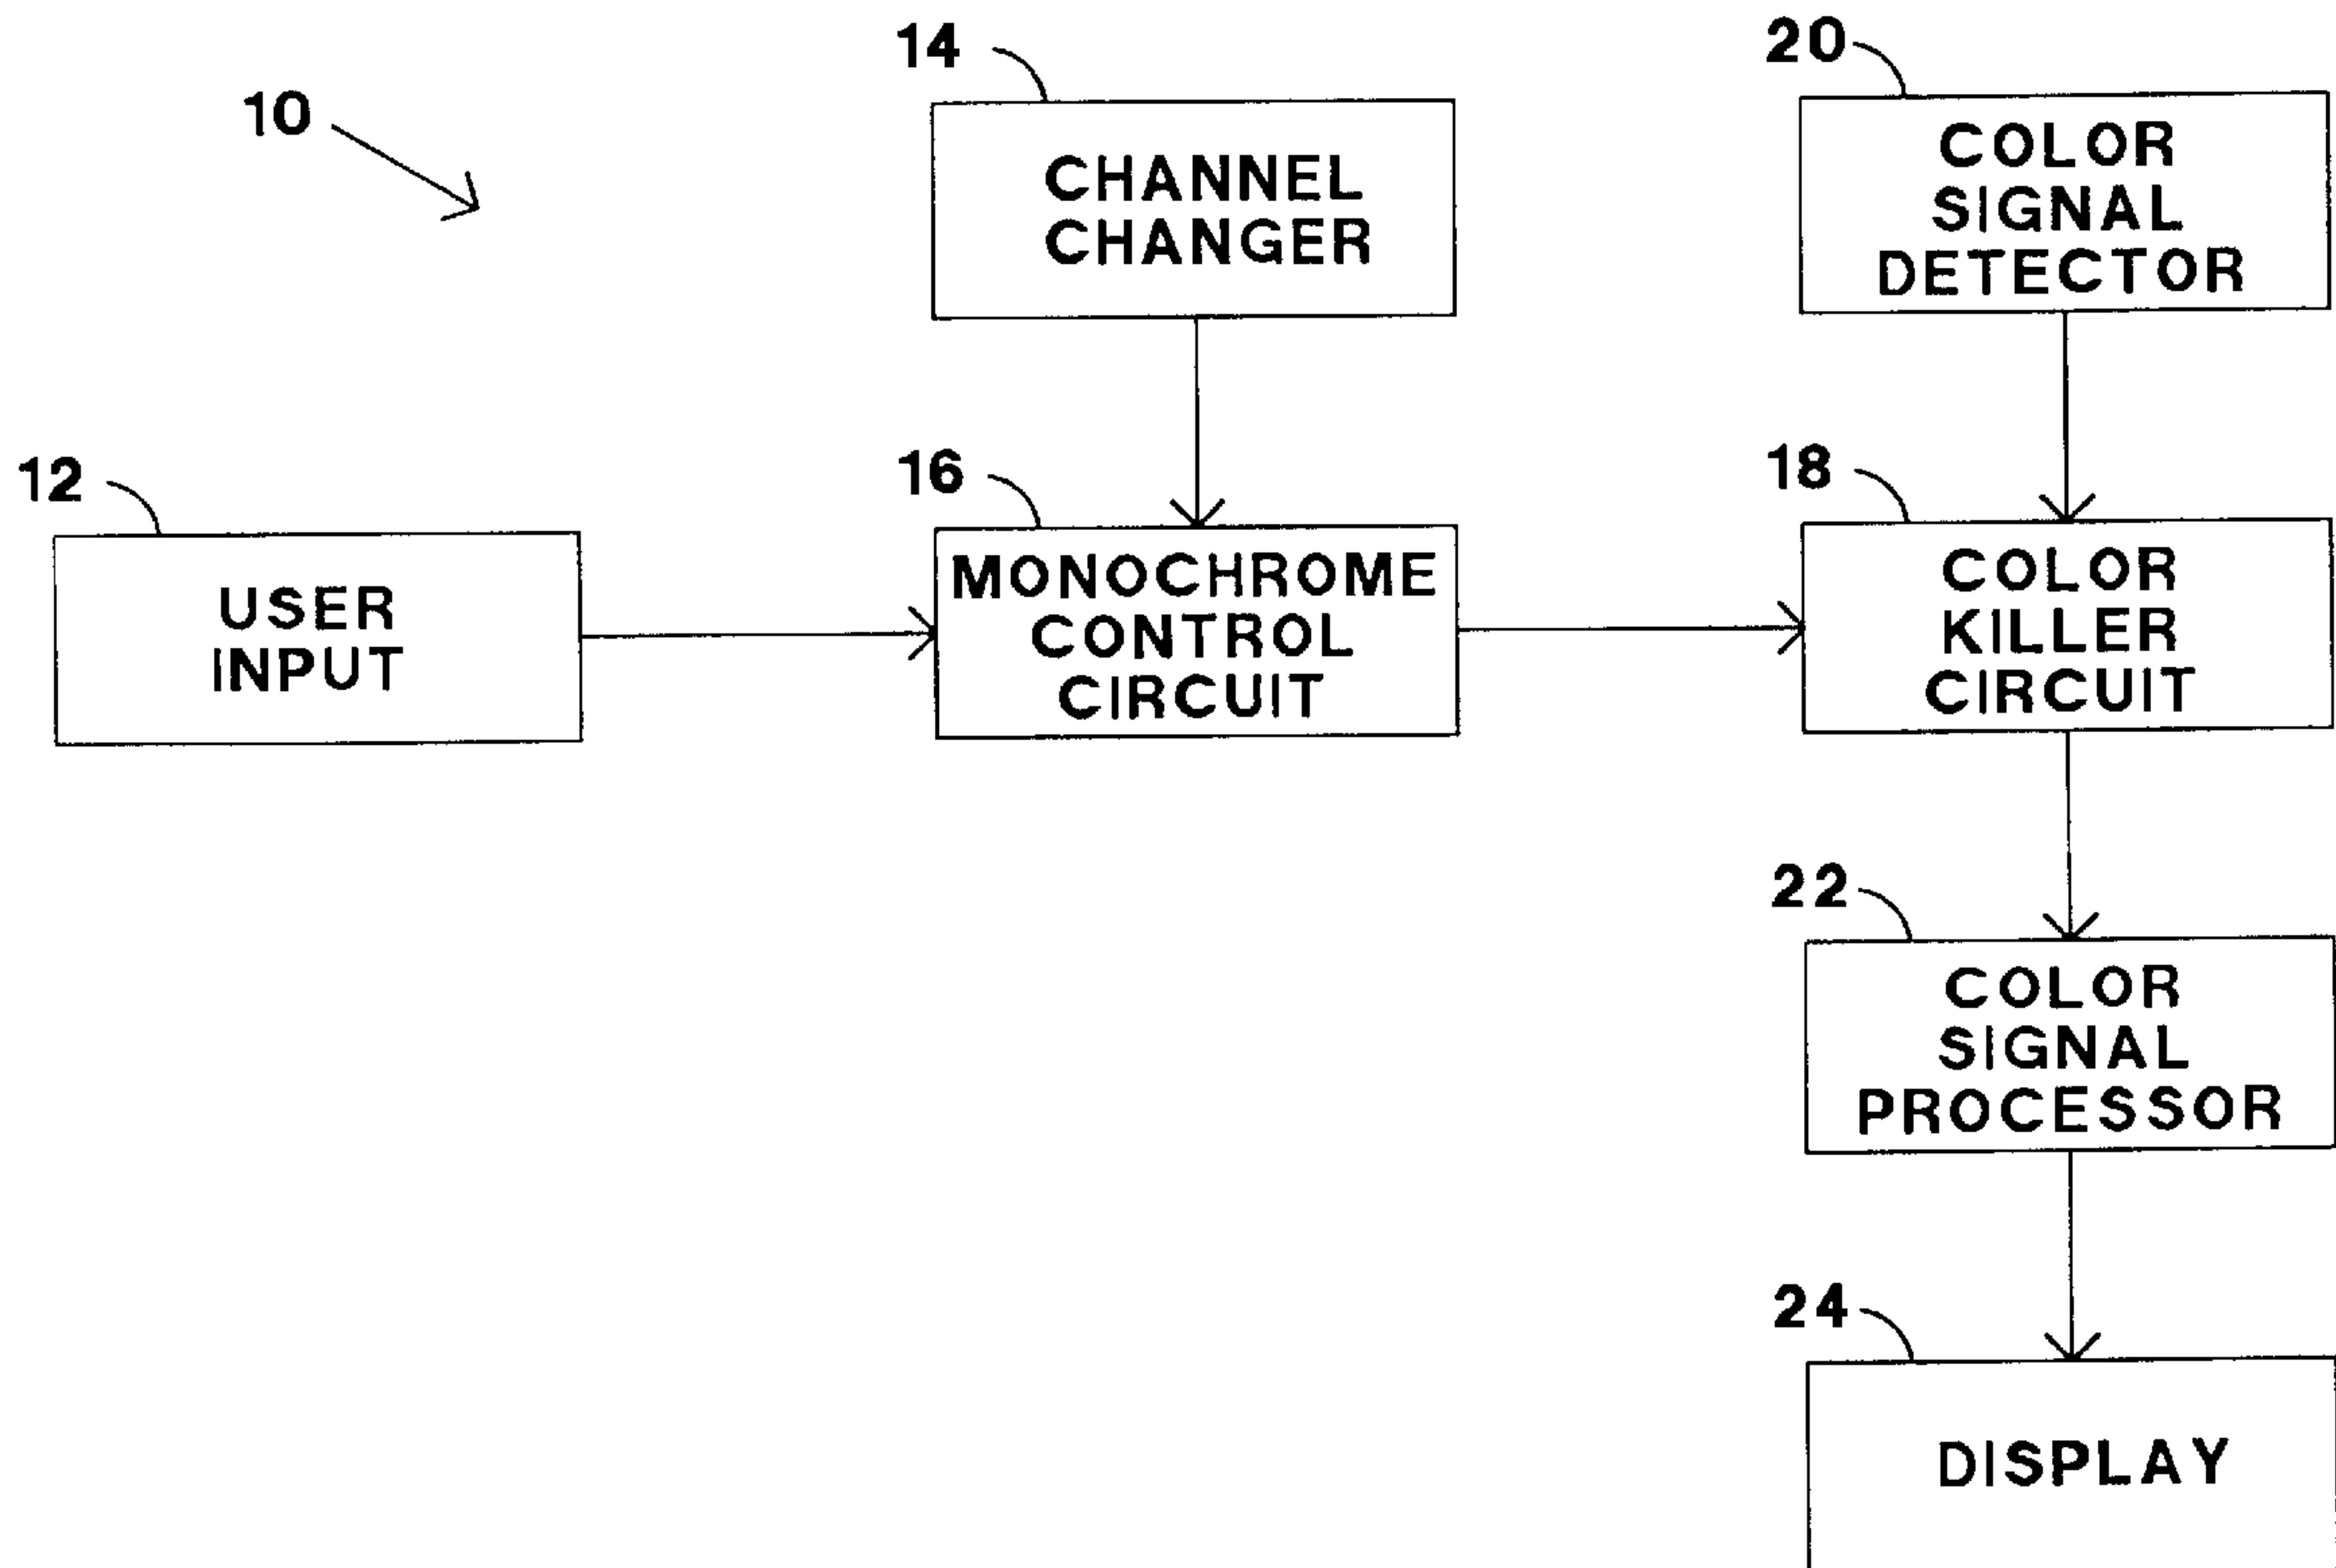 10
14
CHANNEL
CHANGER
20
COLOR
SIGNAL
DETECTOR
12
USER
INPUT
16
MONOCHROME
CONTROL
CIRCUIT
18
COLOR
KILLER
CIRCUIT
22
COLOR
SIGNAL
PROCESSOR
24
DISPLAY